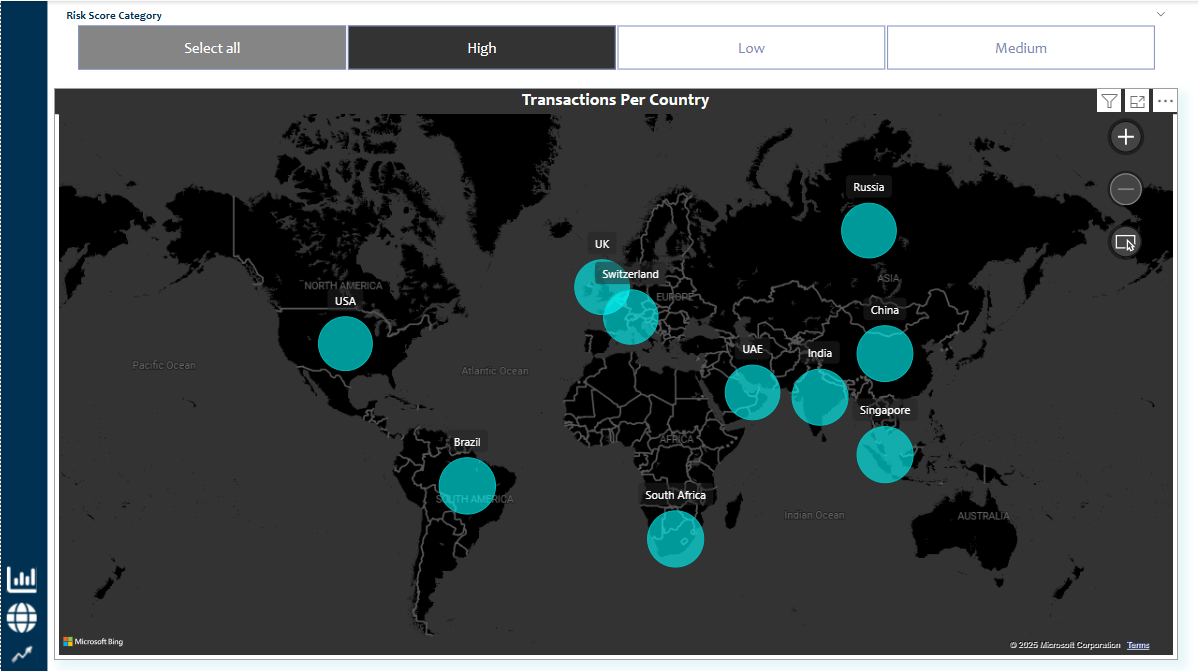 Risk Score Category
Select all
High
Low
Medium
Transactions Per Country
Russia
UK
Switzerland
ASIA
NORTH AMERICA
EUROPE
USA
China
UAE
India
Pacific Ocean
Atlantic Ocean
Singapore
Brazil
AFRICA
South Africa
SOUTH AMERICA
Indian Ocean
AUSTRALIA
Microsoft Bing
© 2025 Microsoft Corporation Terms